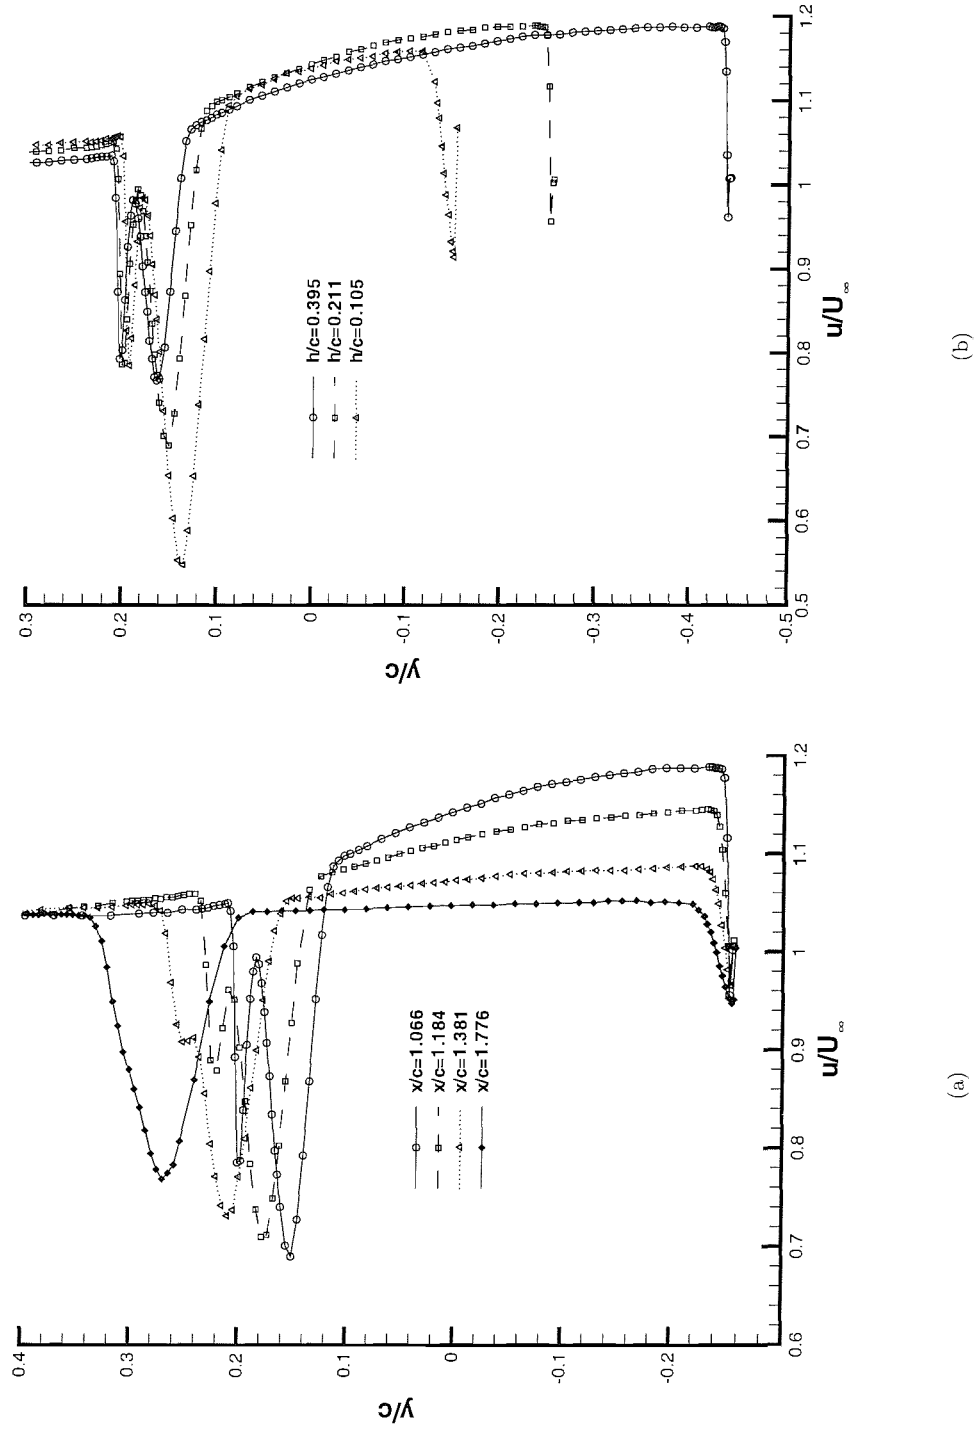 y/c
0.4
0.3
0.2
0.1
0
-0.1
-0.2
0.6
0.7
0.8
0.9
1
1.1
1.2
u/U∞
x/c=1.066
x/c=1.184
x/c=1.381
x/c=1.776
(a)
y/c
0.3
0.2
0.1
0
-0.1
-0.2
-0.3
-0.4
-0.5
0.5
0.6
0.7
0.8
0.9
1
1.1
1.2
u/U∞
h/c=0.395
h/c=0.211
h/c=0.105
(b)